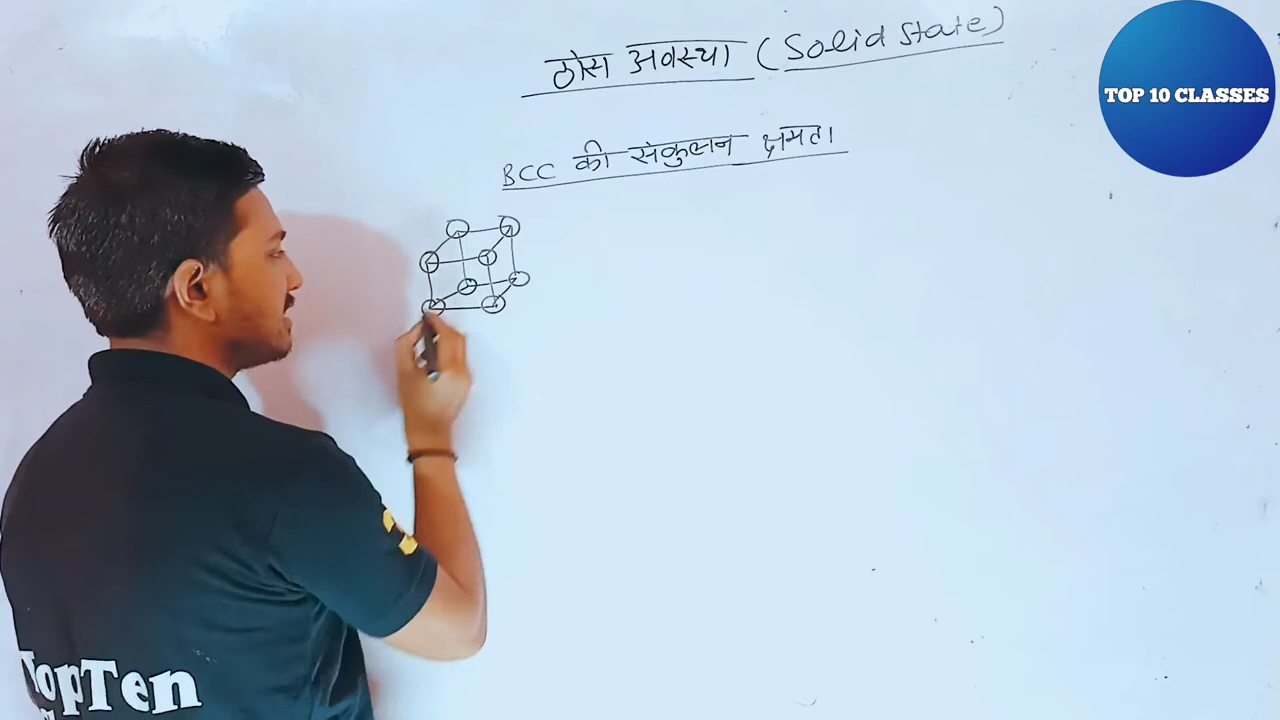 ठोस अवस्था (Solid State)
TOP 10 CLASSES
BCC की संकुलन क्षमता
TopTen